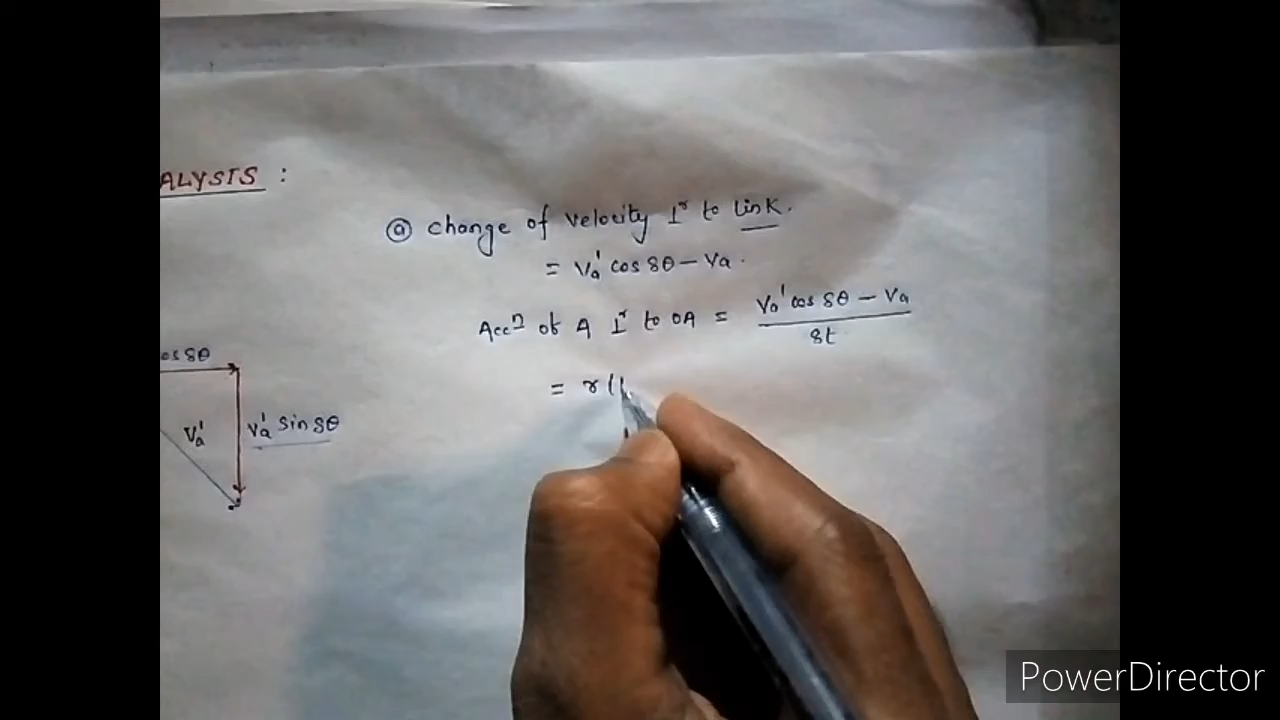 ALYSIS :
ⓐ change of velocity ⊥ʳ to link.
= Va' cos δθ - Va.
Accⁿ of A ⊥ʳ to OA = Va' cos δθ - Va
δt
= r (
os δθ
Va'
Va' sin δθ
PowerDirector